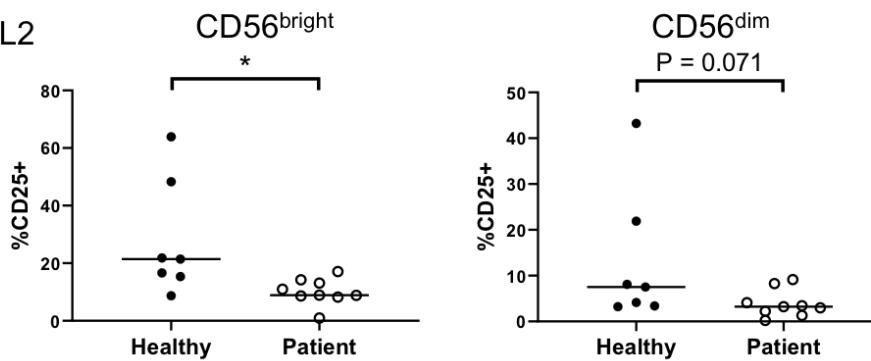 L2
CD56bright
*
%CD25+
80
60
40
20
0
Healthy Patient
CD56dim
P = 0.071
%CD25+
50
40
30
20
10
0
Healthy Patient